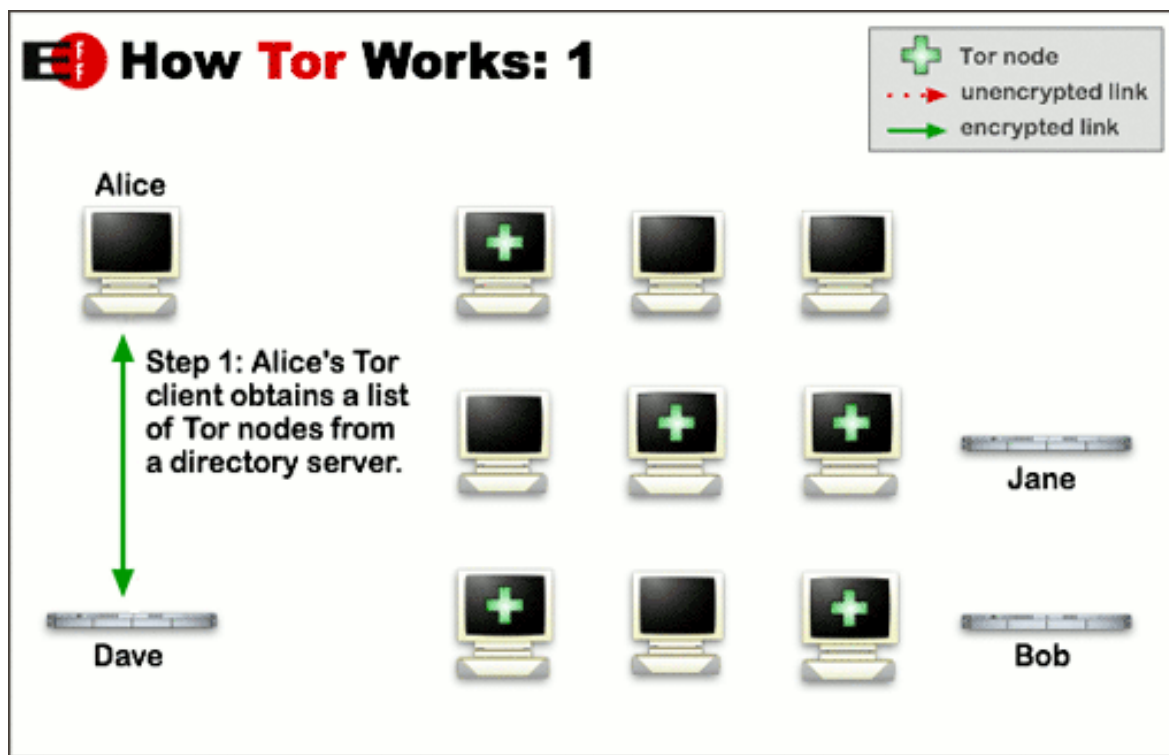 EFF How Tor Works: 1
Tor node
unencrypted link
encrypted link
Alice
Step 1: Alice's Tor
client obtains a list
of Tor nodes from
a directory server.
Jane
Dave
Bob